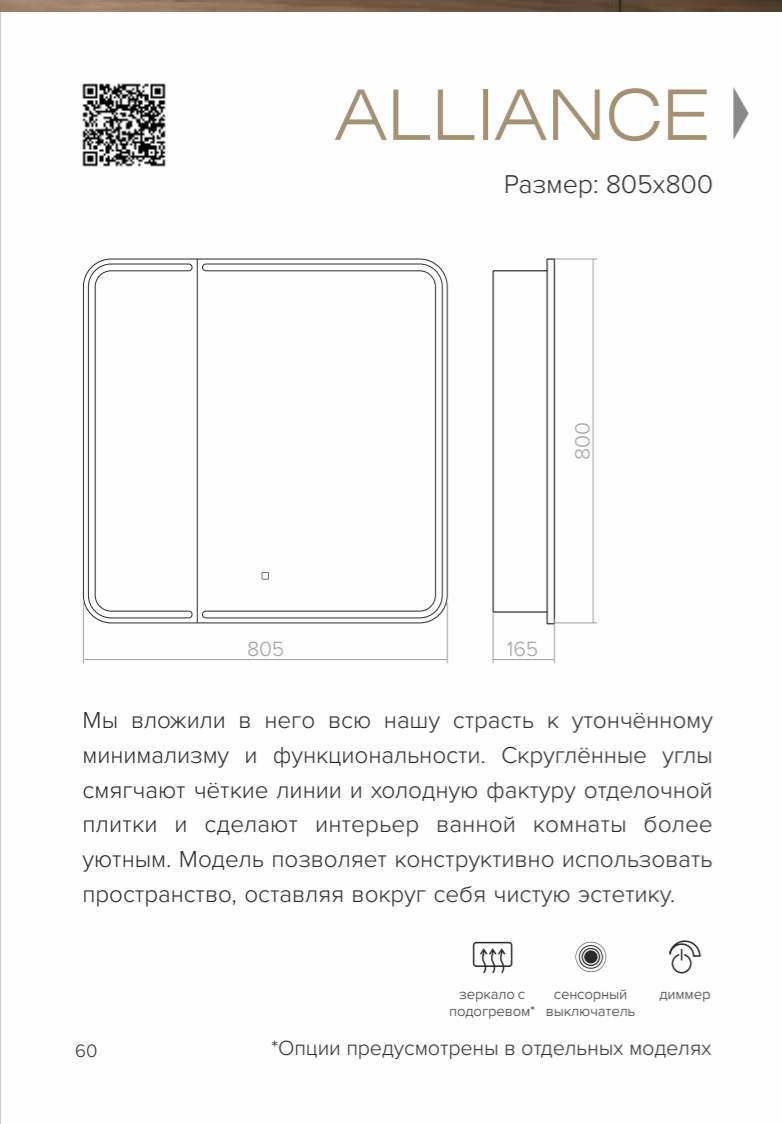 ALLIANCE
Размер: 805x800
800
805
165
Мы вложили в него всю нашу страсть к утончённому
минимализму и функциональности. Скруглённые углы
смягчают чёткие линии и холодную фактуру отделочной
плитки и сделают интерьер ванной комнаты более
уютным. Модель позволяет конструктивно использовать
пространство, оставляя вокруг себя чистую эстетику.
зеркало с
подогревом*
сенсорный
выключатель
диммер
60
*Опции предусмотрены в отдельных моделях